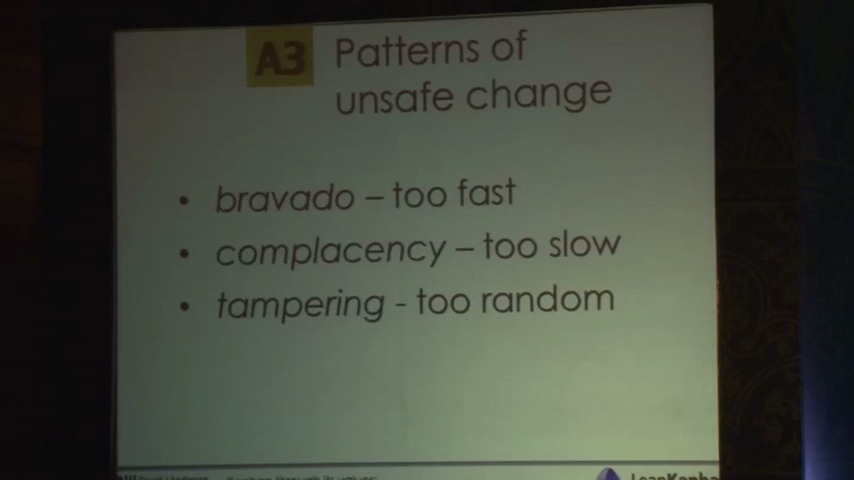 A3
Patterns of
unsafe change
• bravado – too fast
• complacency – too slow
• tampering - too random